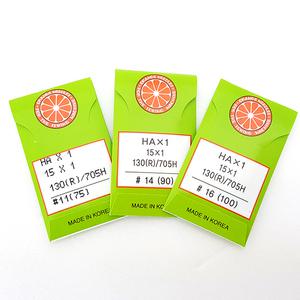 HA X 1
15 X 1
130(R)/705H
#11(75)
MADE IN KOREA
HA×1
15×1
130(R)/705H
# 14 (90)
MADE IN KOREA
HA×1
15×1
130(R)/705H
# 16 (100)
MADE IN KOREA